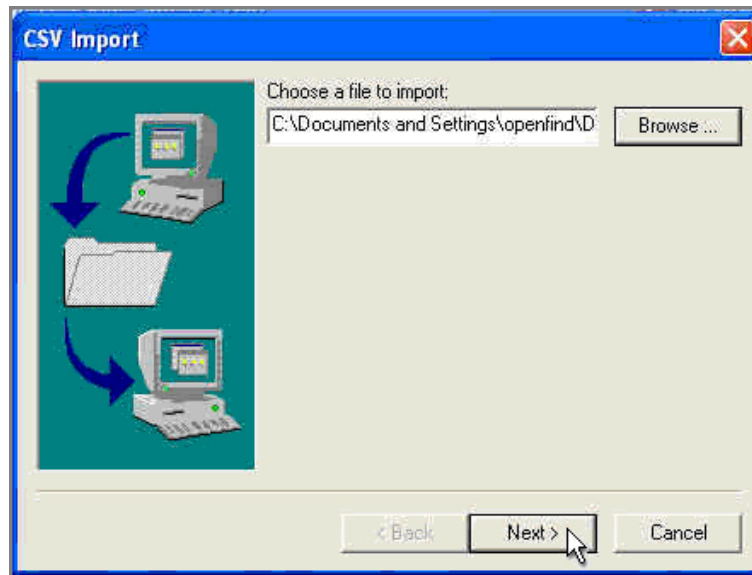 CSV Import
Choose a file to import:
C:\Documents and Settings\openfind\D
Browse ...
< Back
Next >
Cancel